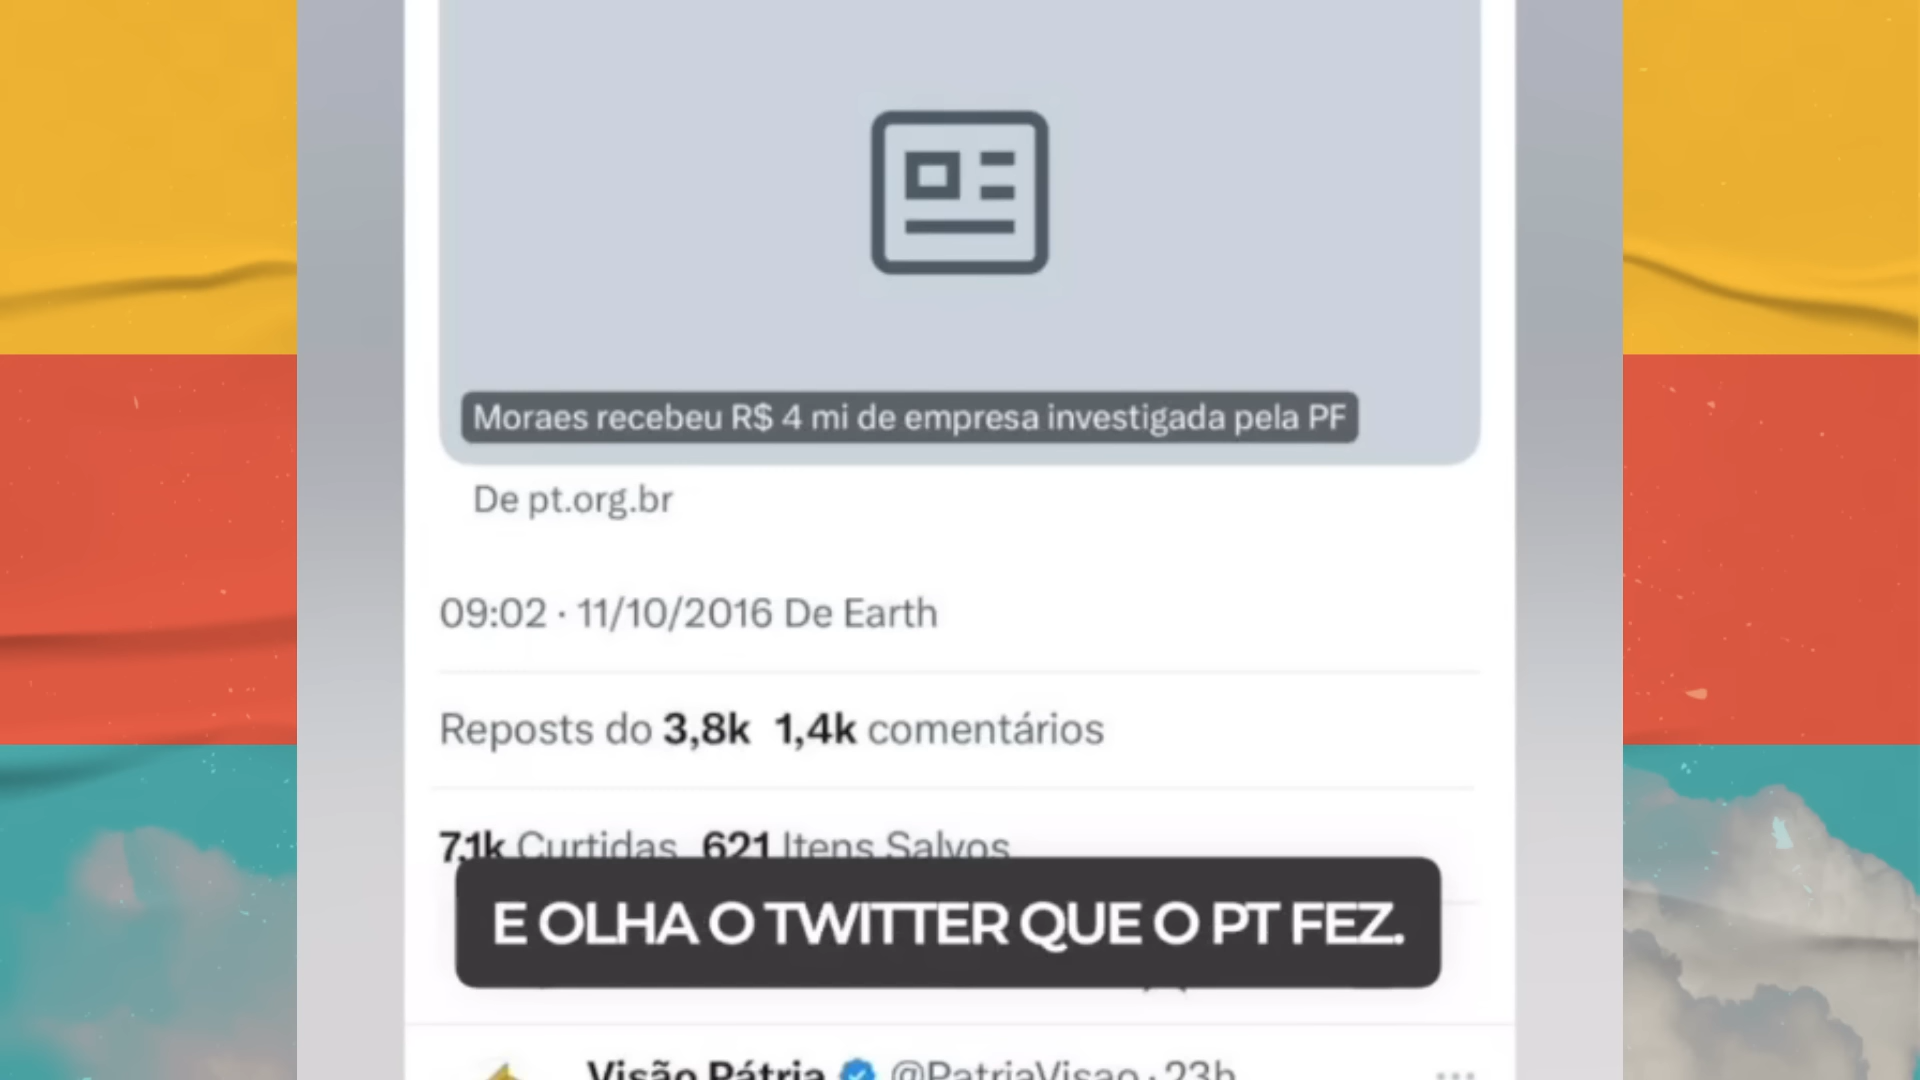 Moraes recebeu R$ 4 mi de empresa investigada pela PF
De pt.org.br
09:02 · 11/10/2016 De Earth
Reposts do 3,8k 1,4k comentários
7,1k Curtidas 621 Itens Salvos
E OLHA O TWITTER QUE O PT FEZ.
Visão Pátria @PatriaVisao · 23h